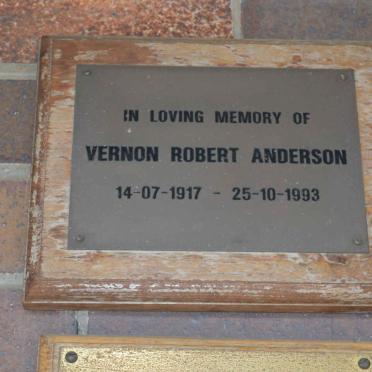 IN LOVING MEMORY OF
VERNON ROBERT ANDERSON
14-07-1917 - 25-10-1993